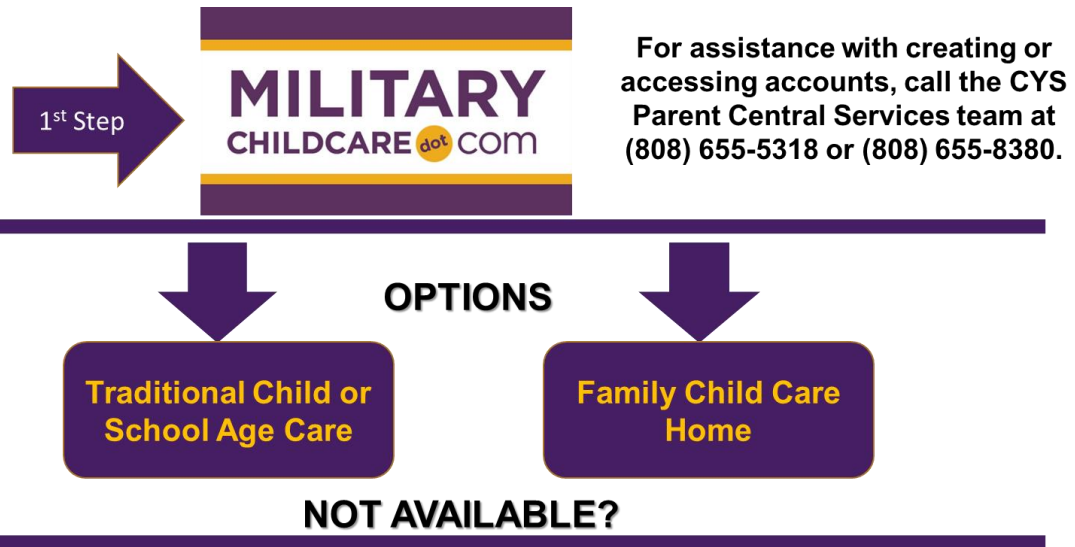 1st Step
MILITARY
CHILDCARE dot COM
For assistance with creating or
accessing accounts, call the CYS
Parent Central Services team at
(808) 655-5318 or (808) 655-8380.
OPTIONS
Traditional Child or
School Age Care
Family Child Care
Home
NOT AVAILABLE?